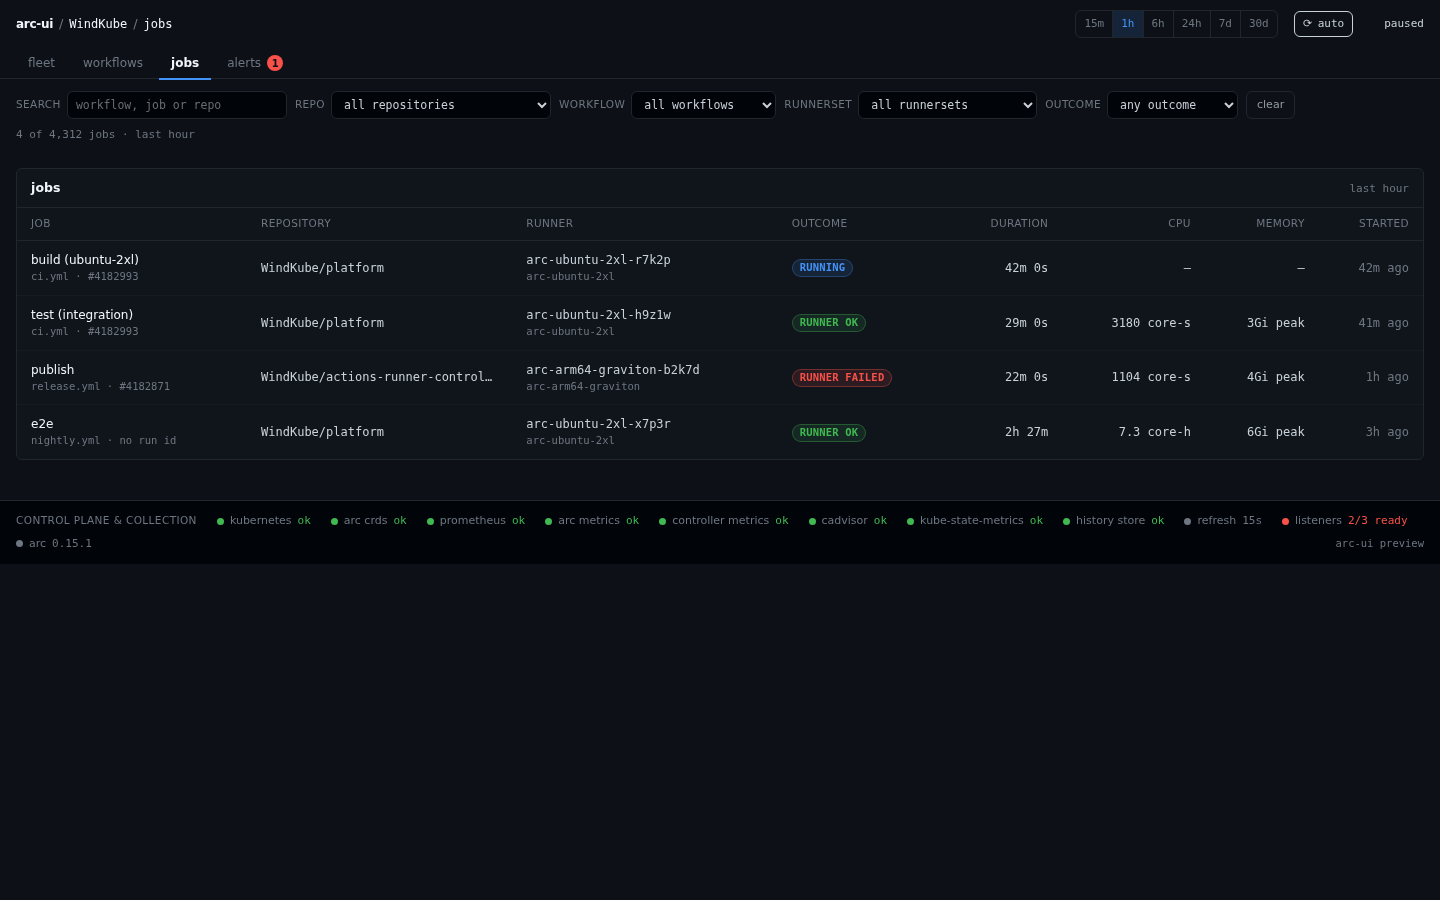 arc-ui / WindKube / jobs
15m 1h 6h 24h 7d 30d ⟳ auto paused
fleet workflows jobs alerts 1
SEARCH workflow, job or repo REPO all repositories WORKFLOW all workflows RUNNERSET all runnersets OUTCOME any outcome clear
4 of 4,312 jobs · last hour
jobs last hour
JOB REPOSITORY RUNNER OUTCOME DURATION CPU MEMORY STARTED
build (ubuntu-2xl) WindKube/platform arc-ubuntu-2xl-r7k2p RUNNING 42m 0s — — 42m ago
ci.yml · #4182993 arc-ubuntu-2xl
test (integration) WindKube/platform arc-ubuntu-2xl-h9z1w RUNNER OK 29m 0s 3180 core-s 3Gi peak 41m ago
ci.yml · #4182993 arc-ubuntu-2xl
publish WindKube/actions-runner-control… arc-arm64-graviton-b2k7d RUNNER FAILED 22m 0s 1104 core-s 4Gi peak 1h ago
release.yml · #4182871 arc-arm64-graviton
e2e WindKube/platform arc-ubuntu-2xl-x7p3r RUNNER OK 2h 27m 7.3 core-h 6Gi peak 3h ago
nightly.yml · no run id arc-ubuntu-2xl
CONTROL PLANE & COLLECTION kubernetes ok arc crds ok prometheus ok arc metrics ok controller metrics ok cadvisor ok kube-state-metrics ok history store ok refresh 15s listeners 2/3 ready
arc 0.15.1 arc-ui preview